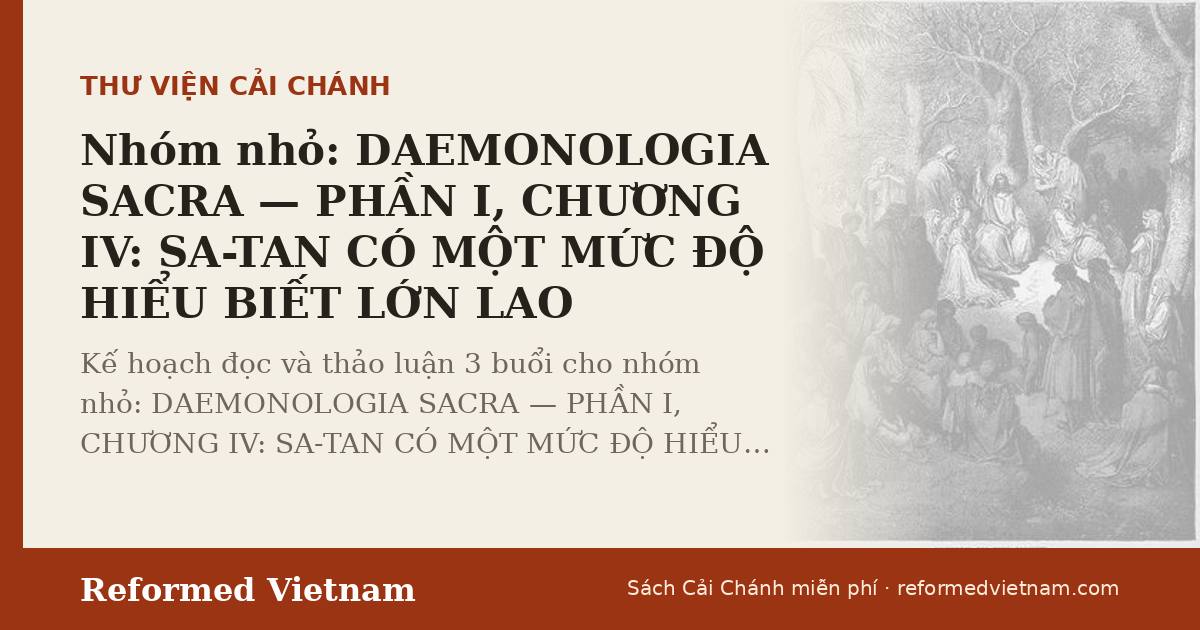 THƯ VIỆN CẢI CHÁNH
Nhóm nhỏ: DAEMONOLOGIA
SACRA — PHẦN I, CHƯƠNG
IV: SA-TAN CÓ MỘT MỨC ĐỘ
HIỂU BIẾT LỚN LAO
Kế hoạch đọc và thảo luận 3 buổi cho nhóm
nhỏ: DAEMONOLOGIA SACRA — PHẦN I,
CHƯƠNG IV: SA-TAN CÓ MỘT MỨC ĐỘ HIỂU…
Reformed Vietnam
Sách Cải Chánh miễn phí · reformedvietnam.com